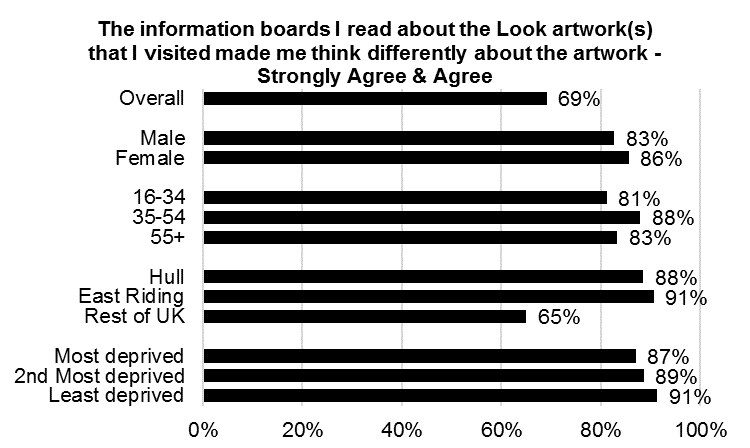 The information boards I read about the Look artwork(s)
that I visited made me think differently about the artwork -
Strongly Agree & Agree
Overall 69%
Male 83%
Female 86%
16-34 81%
35-54 88%
55+ 83%
Hull 88%
East Riding 91%
Rest of UK 65%
Most deprived 87%
2nd Most deprived 89%
Least deprived 91%
0% 20% 40% 60% 80% 100%